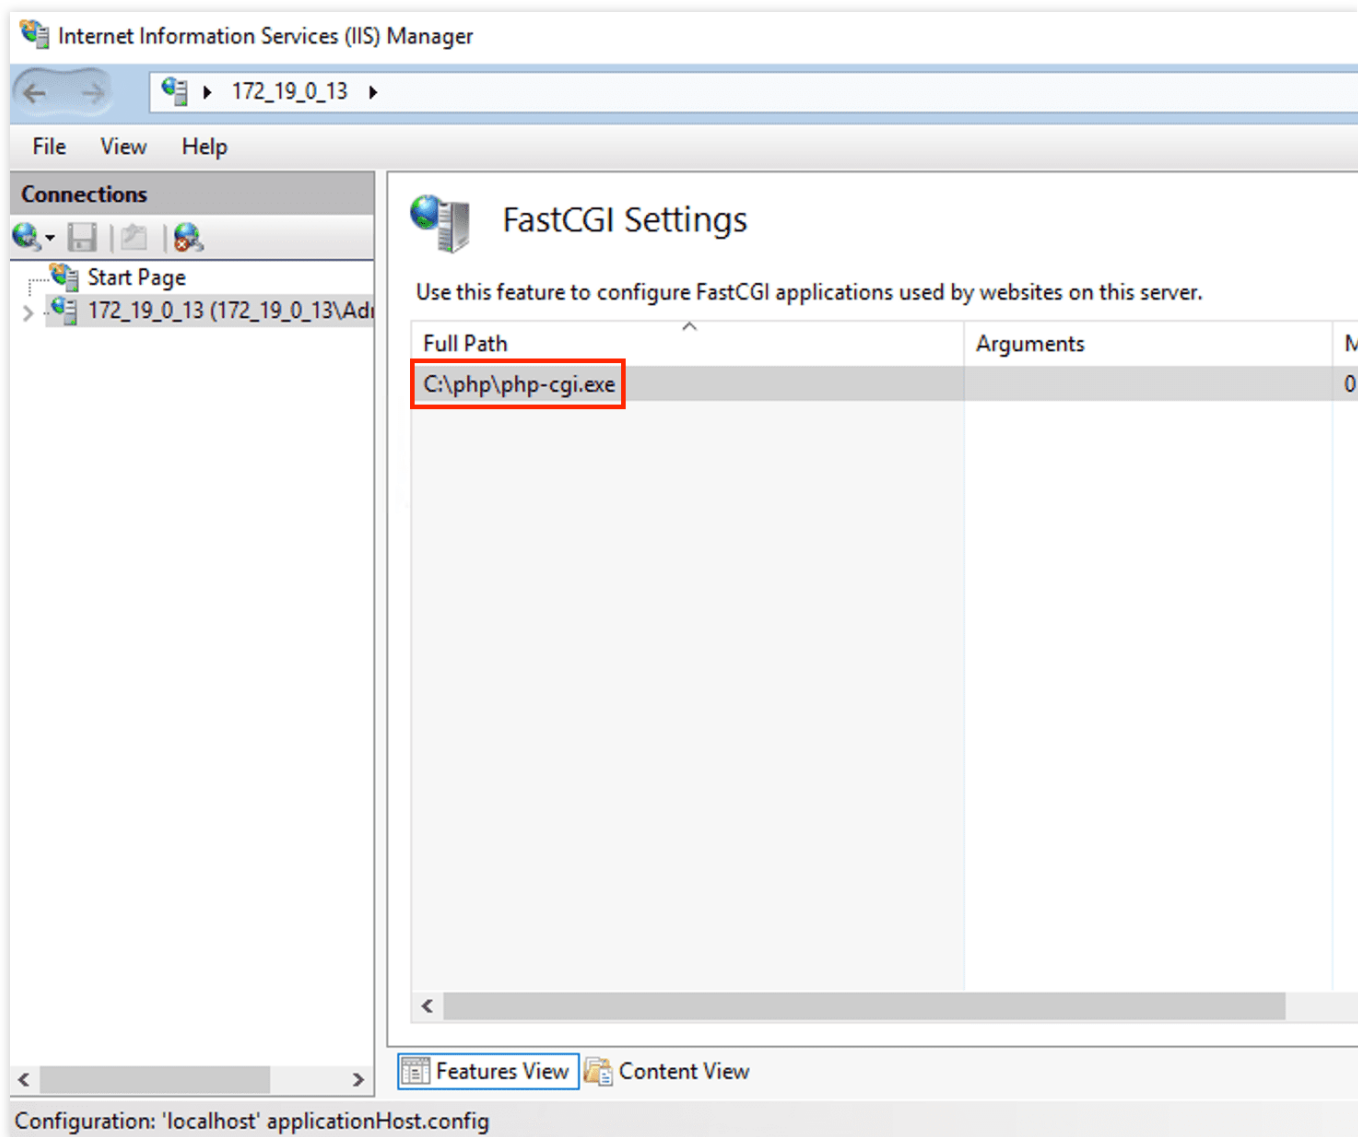 Internet Information Services (IIS) Manager
172_19_0_13
File View Help
Connections
Start Page
172_19_0_13 (172_19_0_13\Adı
FastCGI Settings
Use this feature to configure FastCGI applications used by websites on this server.
Full Path Arguments M
C:\php\php-cgi.exe 0
Features View Content View
Configuration: 'localhost' applicationHost.config